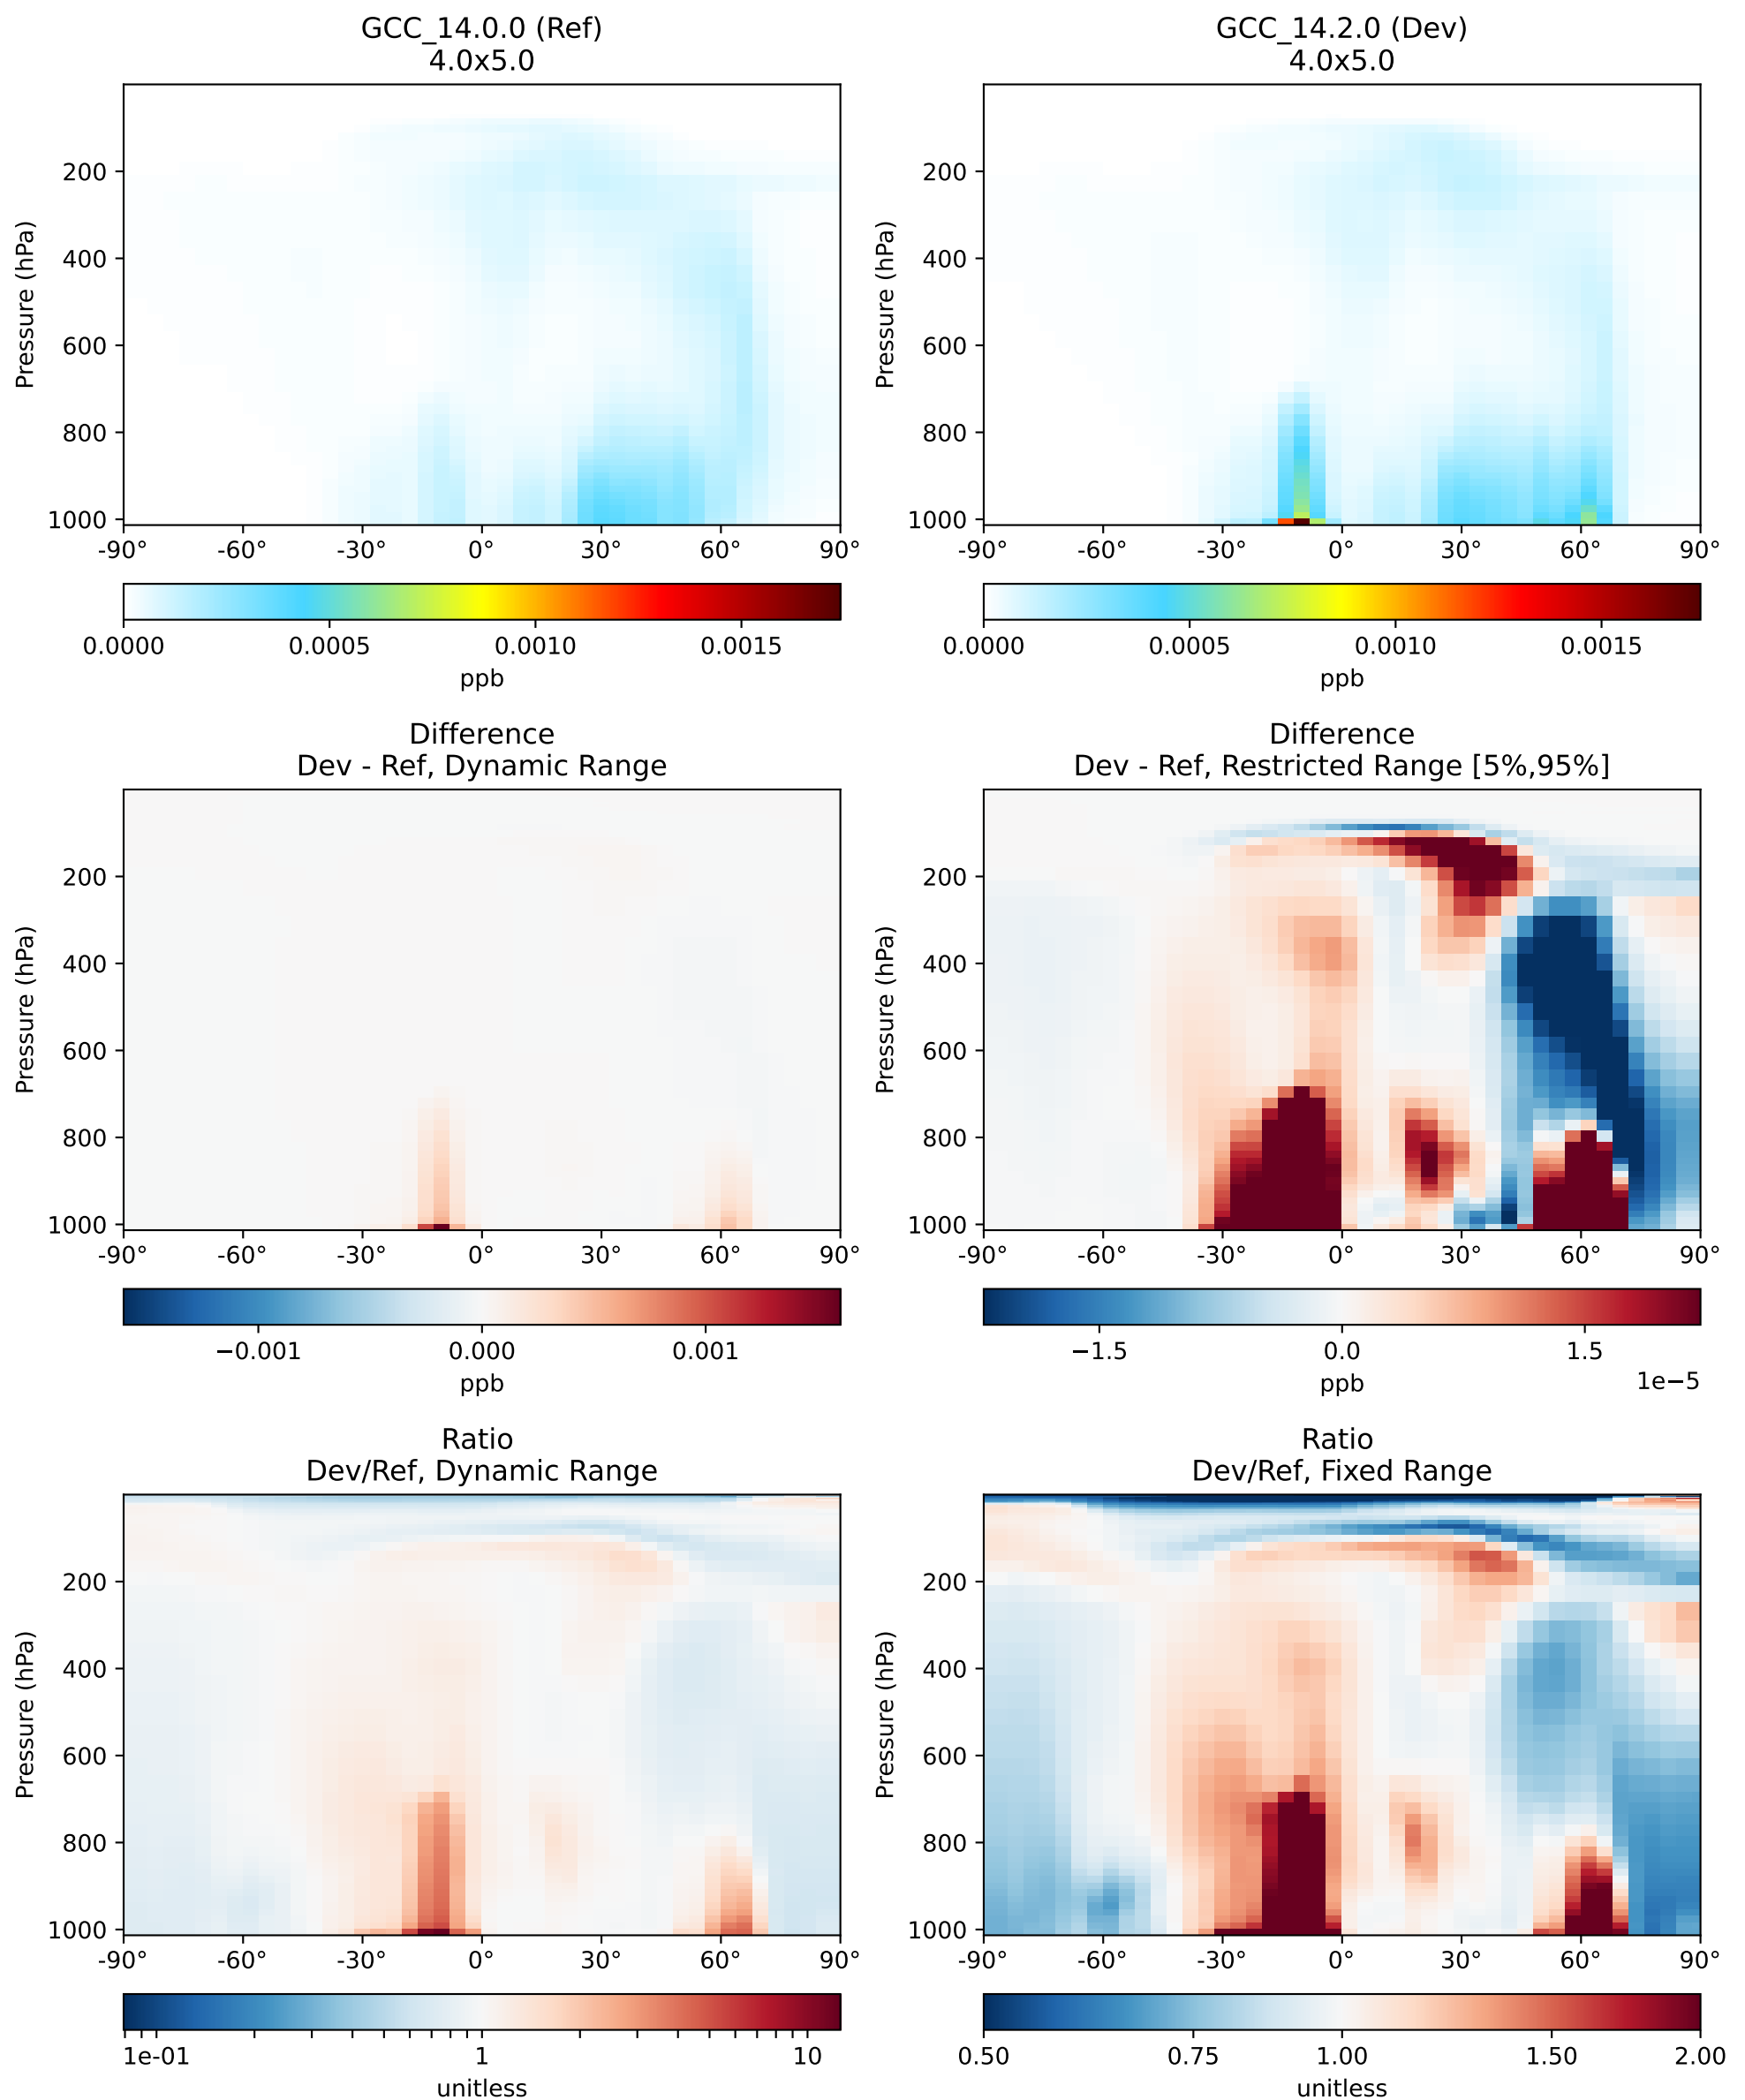 GCC_14.0.0 (Ref)
4.0x5.0
Pressure (hPa)
200
400
600
800
1000
-90° -60° -30° 0° 30° 60° 90°
0.0000 0.0005 0.0010 0.0015
ppb
GCC_14.2.0 (Dev)
4.0x5.0
Pressure (hPa)
200
400
600
800
1000
-90° -60° -30° 0° 30° 60° 90°
0.0000 0.0005 0.0010 0.0015
ppb
Difference
Dev - Ref, Dynamic Range
Pressure (hPa)
200
400
600
800
1000
-90° -60° -30° 0° 30° 60° 90°
−0.001 0.000 0.001
ppb
Difference
Dev - Ref, Restricted Range [5%,95%]
Pressure (hPa)
200
400
600
800
1000
-90° -60° -30° 0° 30° 60° 90°
−1.5 0.0 1.5
1e−5
ppb
Ratio
Dev/Ref, Dynamic Range
Pressure (hPa)
200
400
600
800
1000
-90° -60° -30° 0° 30° 60° 90°
1e-01 1 10
unitless
Ratio
Dev/Ref, Fixed Range
Pressure (hPa)
200
400
600
800
1000
-90° -60° -30° 0° 30° 60° 90°
0.50 0.75 1.00 1.50 2.00
unitless